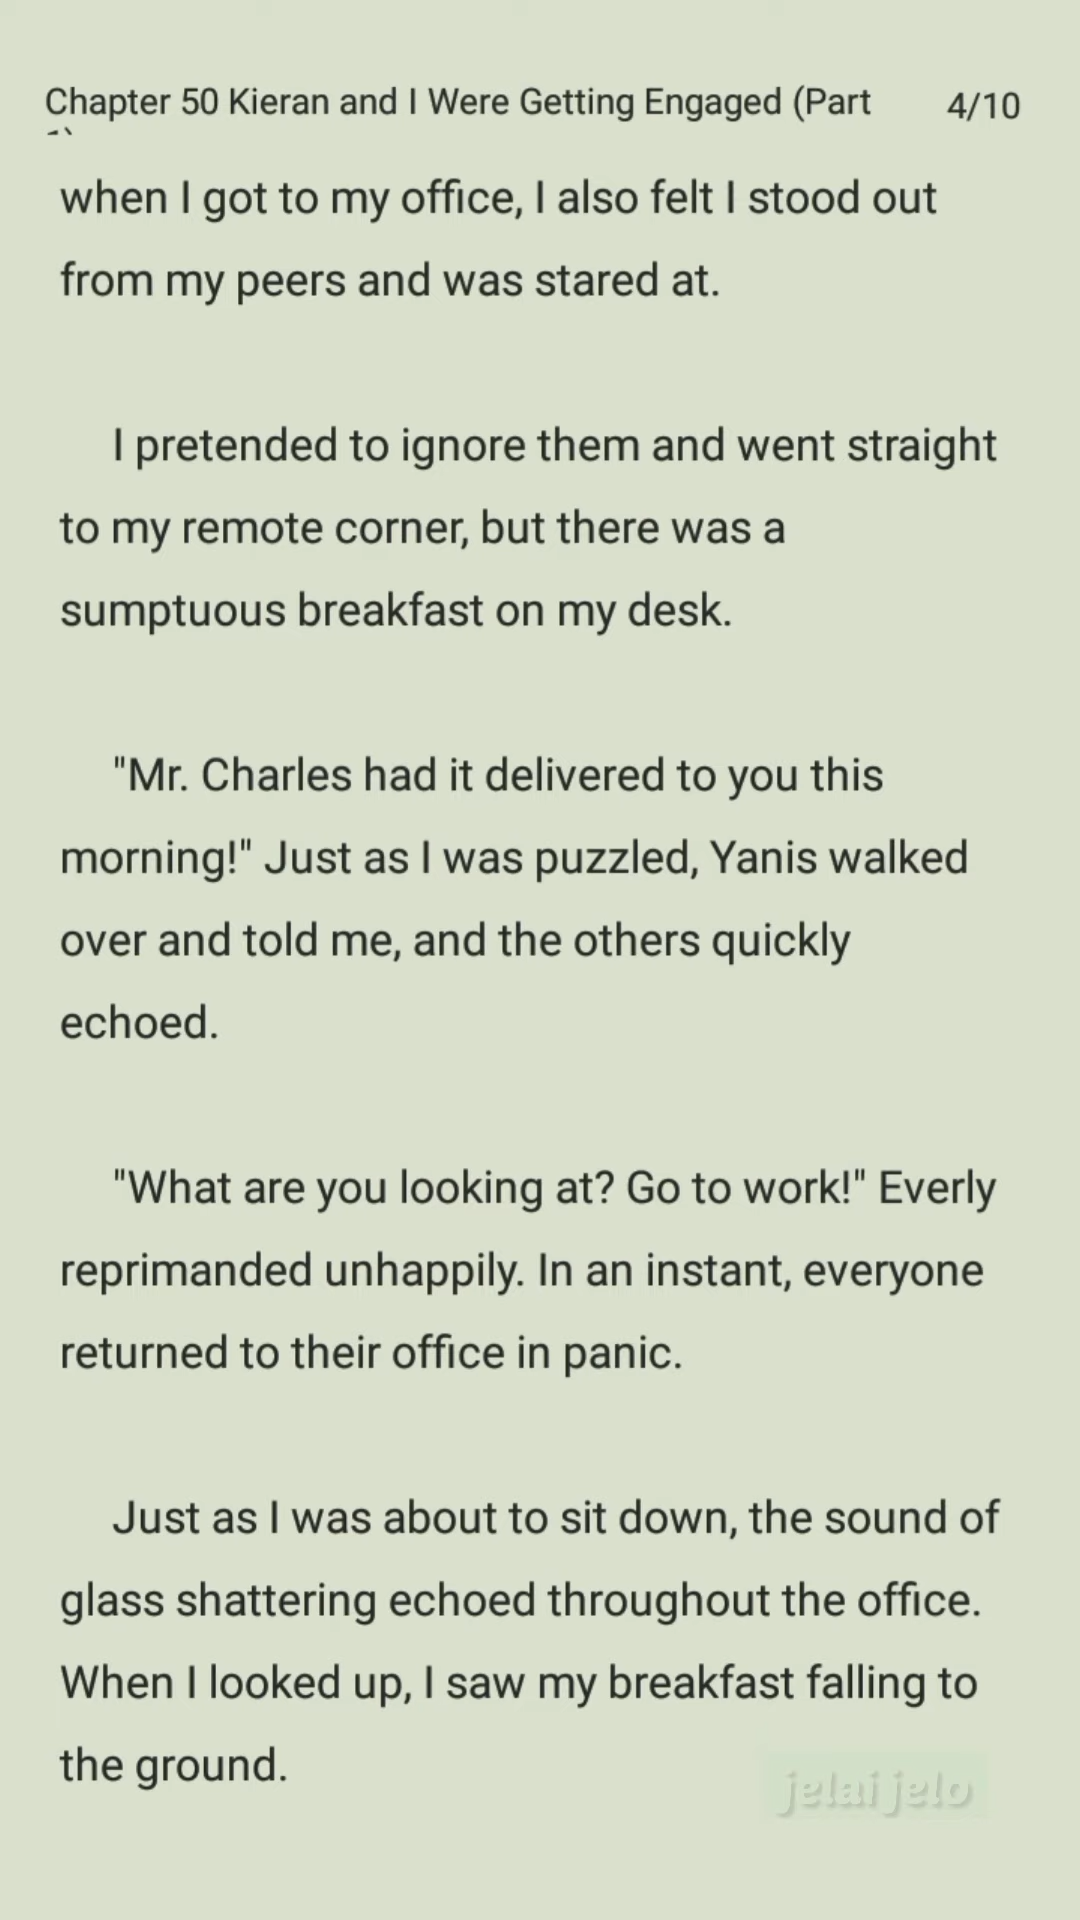 Chapter 50 Kieran and I Were Getting Engaged (Part
4/10
when I got to my office, I also felt I stood out
from my peers and was stared at.
I pretended to ignore them and went straight
to my remote corner, but there was a
sumptuous breakfast on my desk.
"Mr. Charles had it delivered to you this
morning!" Just as I was puzzled, Yanis walked
over and told me, and the others quickly
echoed.
"What are you looking at? Go to work!" Everly
reprimanded unhappily. In an instant, everyone
returned to their office in panic.
Just as I was about to sit down, the sound of
glass shattering echoed throughout the office.
When I looked up, I saw my breakfast falling to
the ground.
jelai jelo